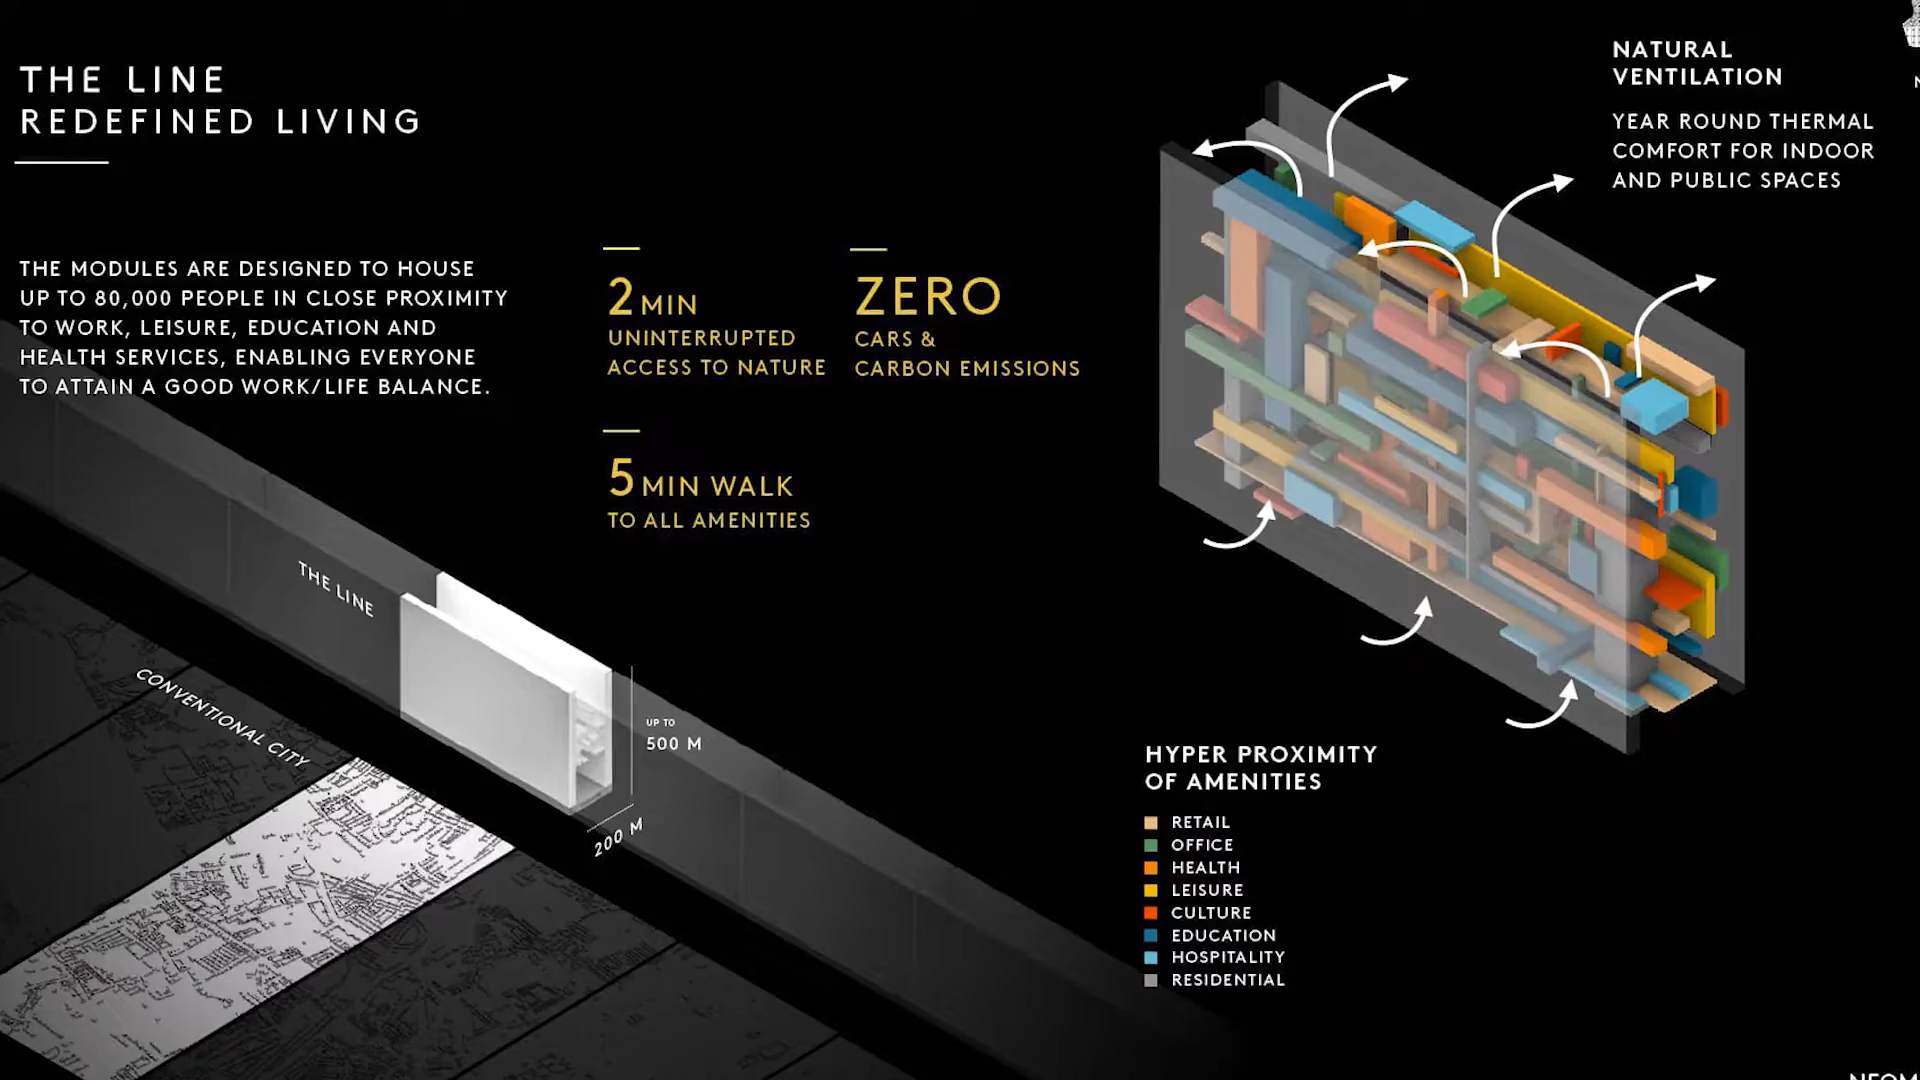 THE LINE
REDEFINED LIVING
THE MODULES ARE DESIGNED TO HOUSE
UP TO 80,000 PEOPLE IN CLOSE PROXIMITY
TO WORK, LEISURE, EDUCATION AND
HEALTH SERVICES, ENABLING EVERYONE
TO ATTAIN A GOOD WORK/LIFE BALANCE.
2 MIN
UNINTERRUPTED
ACCESS TO NATURE
ZERO
CARS &
CARBON EMISSIONS
5 MIN WALK
TO ALL AMENITIES
THE LINE
CONVENTIONAL CITY
UP TO
500 M
200 M
NATURAL
VENTILATION
YEAR ROUND THERMAL
COMFORT FOR INDOOR
AND PUBLIC SPACES
HYPER PROXIMITY
OF AMENITIES
RETAIL
OFFICE
HEALTH
LEISURE
CULTURE
EDUCATION
HOSPITALITY
RESIDENTIAL